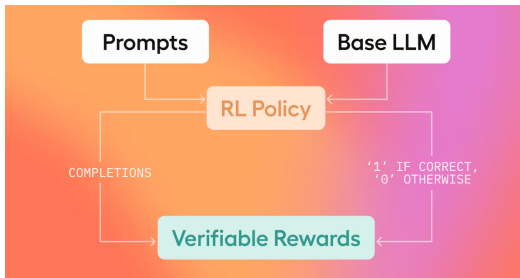 Prompts
Base LLM
RL Policy
COMPLETIONS
‘1’ IF CORRECT,
‘0’ OTHERWISE
Verifiable Rewards